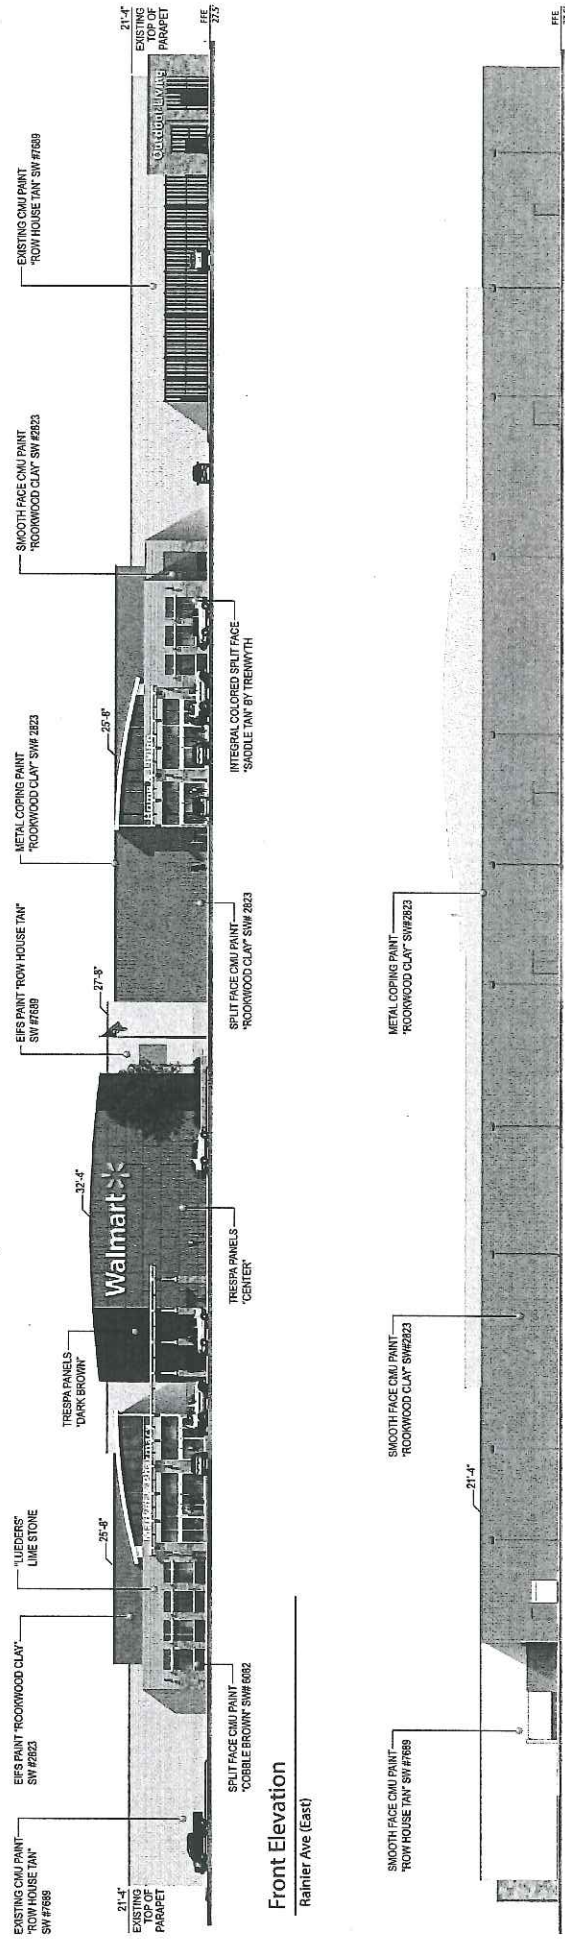 EXISTING CMU PAINT
"ROW HOUSE TAN"
SW #7689
EIFS PAINT "ROOKWOOD CLAY"
SW #2823
"LUEDERS"
LIME STONE
TRESPA PANELS
"DARK BROWN"
EIFS PAINT "ROW HOUSE TAN"
SW #7689
METAL COPING PAINT
"ROOKWOOD CLAY" SW# 2823
SMOOTH FACE CMU PAINT
"ROOKWOOD CLAY" SW #2823
EXISTING CMU PAINT
"ROW HOUSE TAN" SW #7689
21'-4"
EXISTING
TOP OF
PARAPET
25'-8"
32'-4"
27'-8"
25'-8"
21'-4"
EXISTING
TOP OF
PARAPET
FFE
Walmart
Outdoor Living
SPLIT FACE CMU PAINT
"COBBLE BROWN" SW# 6082
TRESPA PANELS
"CENTER"
SPLIT FACE CMU PAINT
"ROOKWOOD CLAY" SW# 2823
INTEGRAL COLORED SPLIT FACE
"SADDLE TAN" BY TRENWYTH
Front Elevation
Rainier Ave (East)
SMOOTH FACE CMU PAINT
"ROW HOUSE TAN" SW #7689
21'-4"
SMOOTH FACE CMU PAINT
"ROOKWOOD CLAY" SW#2823
METAL COPING PAINT
"ROOKWOOD CLAY" SW#2823
FFE